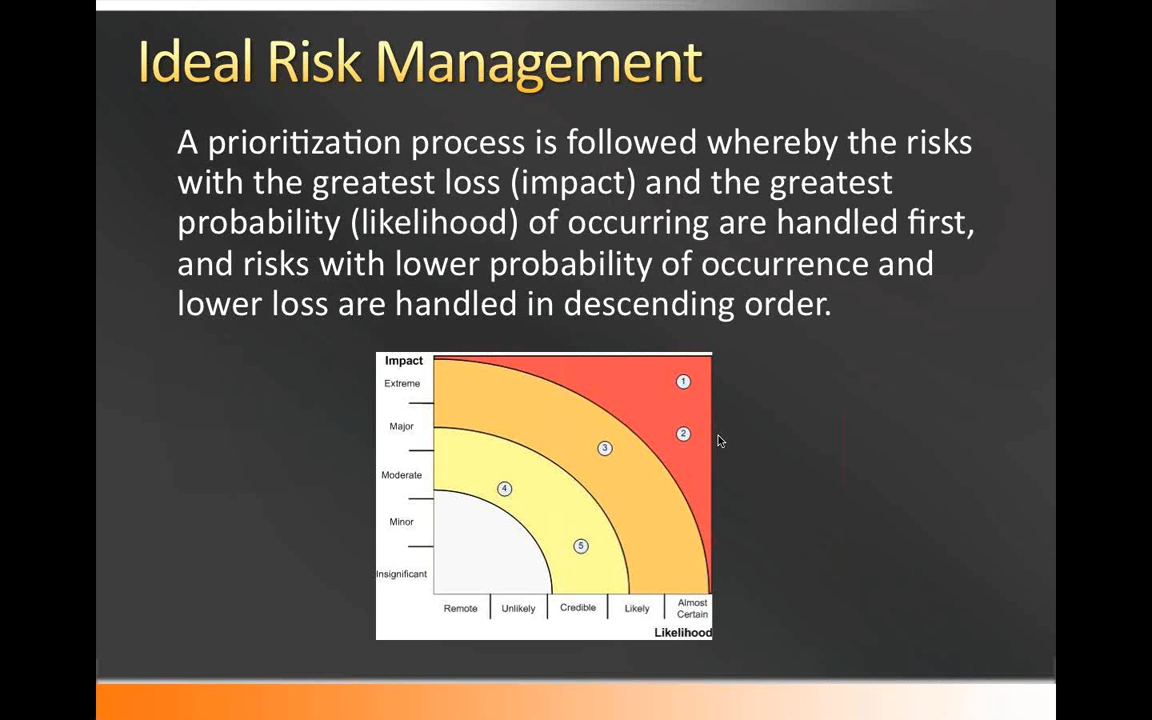 Ideal Risk Management
A prioritization process is followed whereby the risks
with the greatest loss (impact) and the greatest
probability (likelihood) of occurring are handled first,
and risks with lower probability of occurrence and
lower loss are handled in descending order.
Impact
Extreme
1
Major
2
3
Moderate
4
Minor
5
Insignificant
Remote Unlikely Credible Likely Almost
Certain
Likelihood